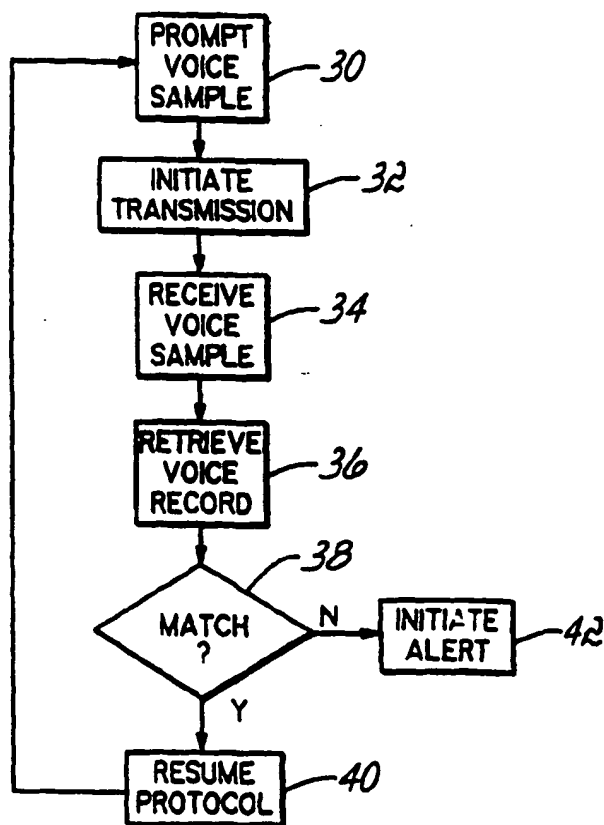 PROMPT
VOICE
SAMPLE
30
INITIATE
TRANSMISSION
32
RECEIVE
VOICE
SAMPLE
34
RETRIEVE
VOICE
RECORD
36
38
MATCH
?
N
INITIATE
ALERT
42
Y
RESUME
PROTOCOL
40